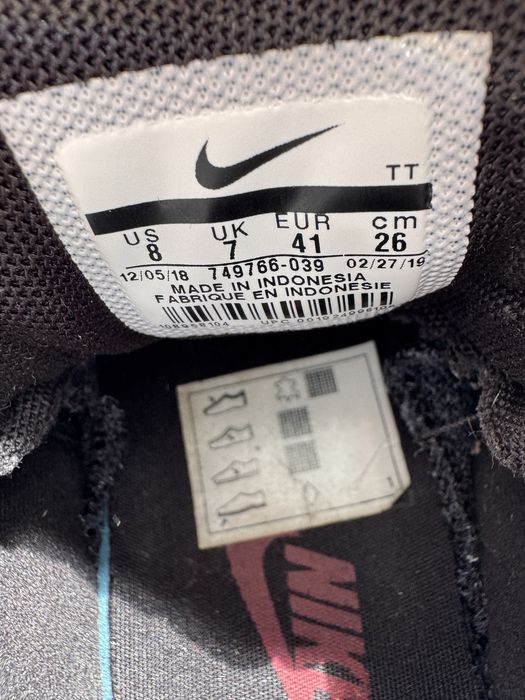 TT
US UK EUR cm
8 7 41 26
12/05/18 749766-039 02/27/19
MADE IN INDONESIA
FABRIQUE EN INDONESIE
UPC
NIKE